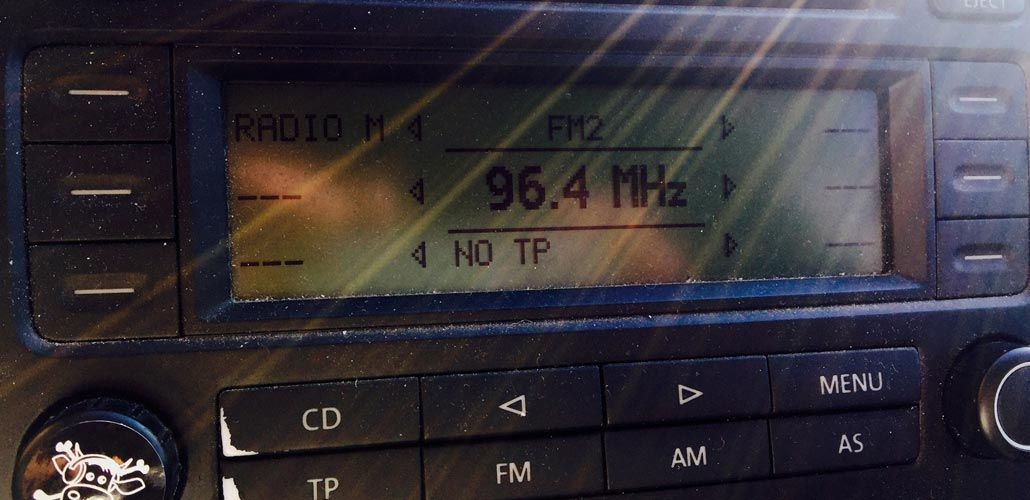 EJECT
RADIO M FM2 ---
--- 96.4 MHz ---
--- NO TP ---
CD MENU
TP FM AM AS